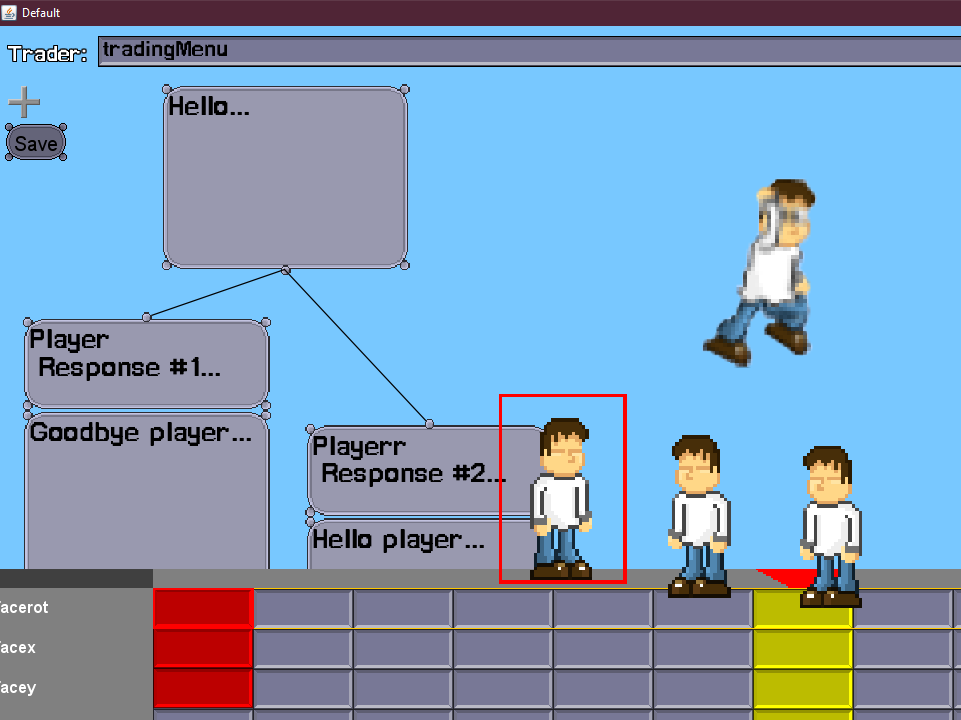 Default
Trader: tradingMenu
Save
Hello...
Player
Response #1...
Goodbye player...
Playerr
Response #2...
Hello player...
acerot
acex
acey